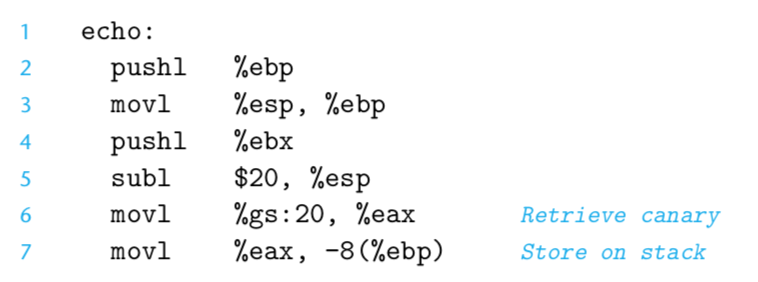 1 echo:
2 pushl %ebp
3 movl %esp, %ebp
4 pushl %ebx
5 subl $20, %esp
6 movl %gs:20, %eax Retrieve canary
7 movl %eax, -8(%ebp) Store on stack